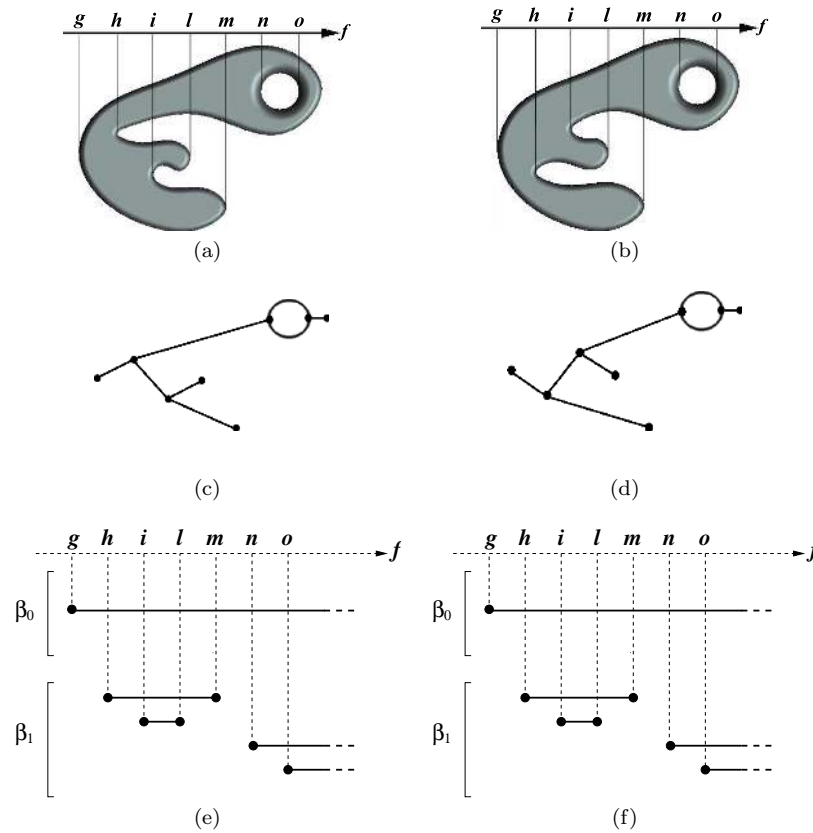 g h i l m n o f
g h i l m n o f
(a)
(b)
(c)
(d)
g h i l m n o f
g h i l m n o f
β0
β0
β1
β1
(e)
(f)